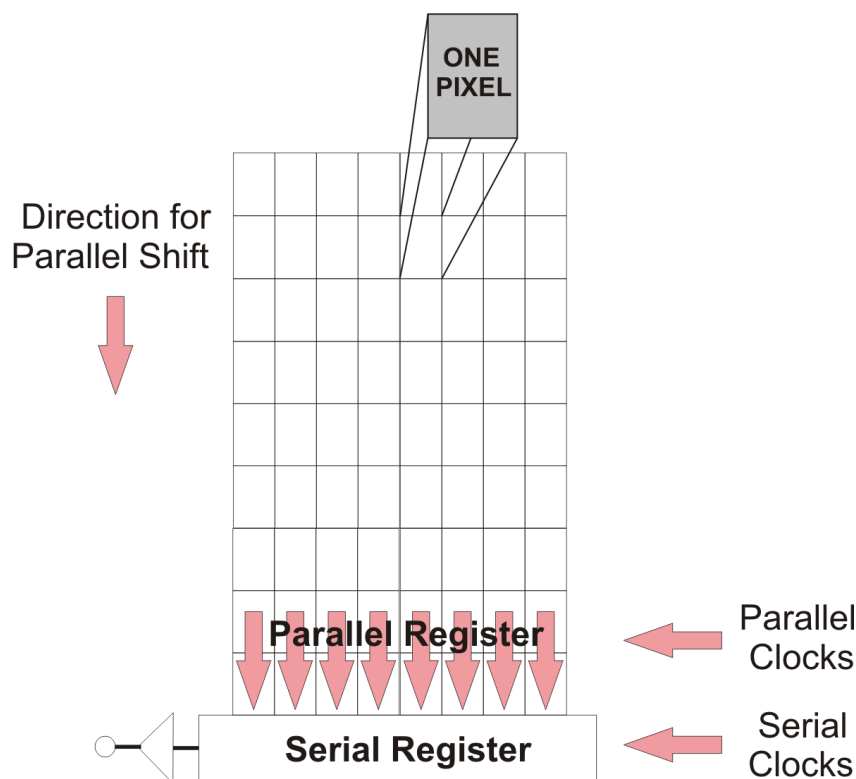 ONE
PIXEL
Direction for
Parallel Shift
Parallel Register
Parallel
Clocks
Serial Register
Serial
Clocks